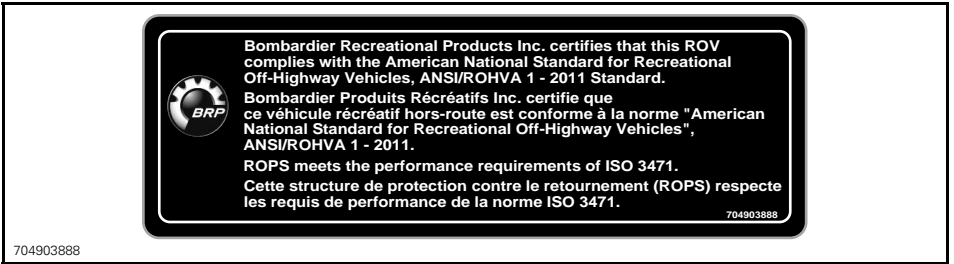 Bombardier Recreational Products Inc. certifies that this ROV
complies with the American National Standard for Recreational
Off-Highway Vehicles, ANSI/ROHVA 1 - 2011 Standard.
Bombardier Produits Récréatifs Inc. certifie que
ce véhicule récréatif hors-route est conforme à la norme "American
National Standard for Recreational Off-Highway Vehicles",
ANSI/ROHVA 1 - 2011.
BRP
ROPS meets the performance requirements of ISO 3471.
Cette structure de protection contre le retournement (ROPS) respecte
les requis de performance de la norme ISO 3471.
704903888
704903888